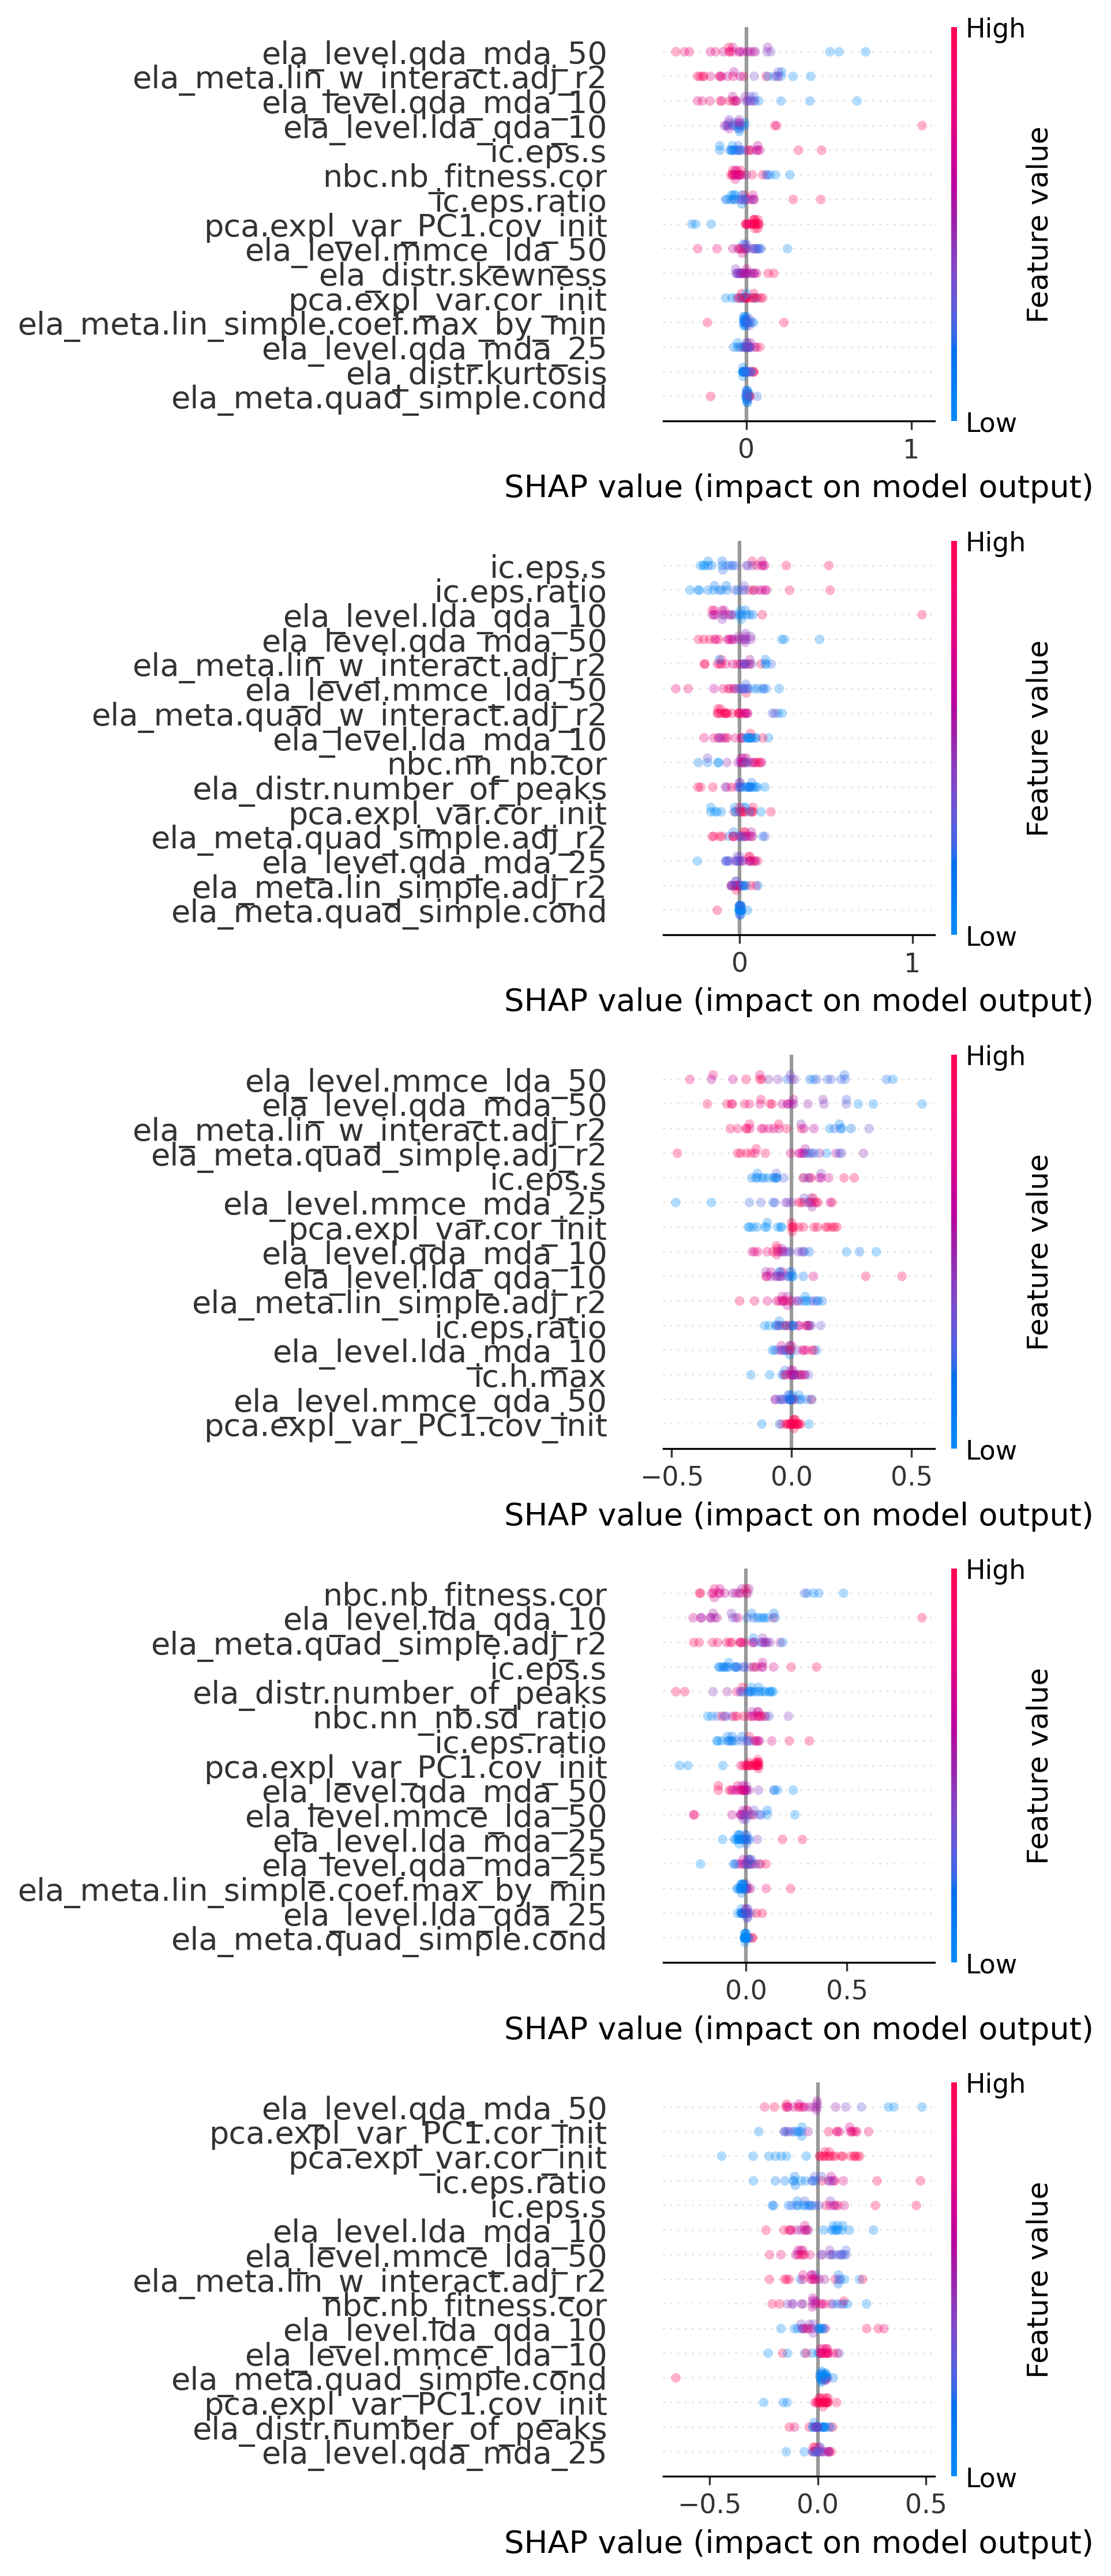 High
ela_level.qda_mda_50
ela_meta.lin_w_interact.adj_r2
ela_level.qda_mda_10
ela_level.lda_qda_10
ic.eps.s
nbc.nb_fitness.cor
ic.eps.ratio
pca.expl_var_PC1.cov_init
ela_level.mmce_lda_50
ela_distr.skewness
pca.expl_var.cor_init
ela_meta.lin_simple.coef.max_by_min
ela_level.qda_mda_25
ela_distr.kurtosis
ela_meta.quad_simple.cond
Feature value
Low
0 1
SHAP value (impact on model output)
High
ic.eps.s
ic.eps.ratio
ela_level.lda_qda_10
ela_level.qda_mda_50
ela_meta.lin_w_interact.adj_r2
ela_level.mmce_lda_50
ela_meta.quad_w_interact.adj_r2
ela_level.lda_mda_10
nbc.nn_nb.cor
ela_distr.number_of_peaks
pca.expl_var.cor_init
ela_meta.quad_simple.adj_r2
ela_level.qda_mda_25
ela_meta.lin_simple.adj_r2
ela_meta.quad_simple.cond
Feature value
Low
0 1
SHAP value (impact on model output)
High
ela_level.mmce_lda_50
ela_level.qda_mda_50
ela_meta.lin_w_interact.adj_r2
ela_meta.quad_simple.adj_r2
ic.eps.s
ela_level.mmce_mda_25
pca.expl_var.cor_init
ela_level.qda_mda_10
ela_level.lda_qda_10
ela_meta.lin_simple.adj_r2
ic.eps.ratio
ela_level.lda_mda_10
ic.h.max
ela_level.mmce_qda_50
pca.expl_var_PC1.cov_init
Feature value
Low
−0.5 0.0 0.5
SHAP value (impact on model output)
High
nbc.nb_fitness.cor
ela_level.lda_qda_10
ela_meta.quad_simple.adj_r2
ic.eps.s
ela_distr.number_of_peaks
nbc.nn_nb.sd_ratio
ic.eps.ratio
pca.expl_var_PC1.cov_init
ela_level.qda_mda_50
ela_level.mmce_lda_50
ela_level.lda_mda_25
ela_level.qda_mda_25
ela_meta.lin_simple.coef.max_by_min
ela_level.lda_qda_25
ela_meta.quad_simple.cond
Feature value
Low
0.0 0.5
SHAP value (impact on model output)
High
ela_level.qda_mda_50
pca.expl_var_PC1.cor_init
pca.expl_var.cor_init
ic.eps.ratio
ic.eps.s
ela_level.lda_mda_10
ela_level.mmce_lda_50
ela_meta.lin_w_interact.adj_r2
nbc.nb_fitness.cor
ela_level.lda_qda_10
ela_level.mmce_lda_10
ela_meta.quad_simple.cond
pca.expl_var_PC1.cov_init
ela_distr.number_of_peaks
ela_level.qda_mda_25
Feature value
Low
−0.5 0.0 0.5
SHAP value (impact on model output)